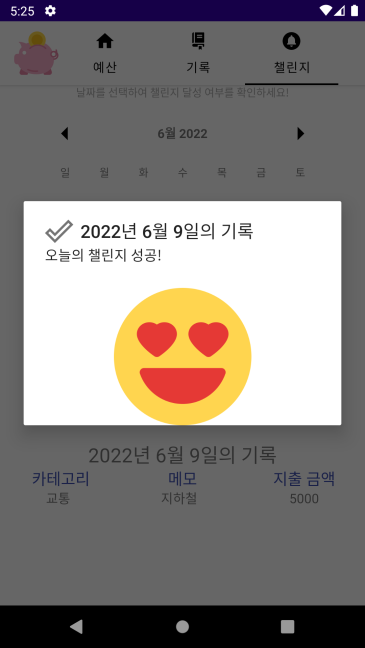 5:25
예산
기록
챌린지
날짜를 선택하여 챌린지 달성 여부를 확인하세요!
6월 2022
일 월 화 수 목 금 토
2022년 6월 9일의 기록
오늘의 챌린지 성공!
2022년 6월 9일의 기록
카테고리 메모 지출 금액
교통 지하철 5000